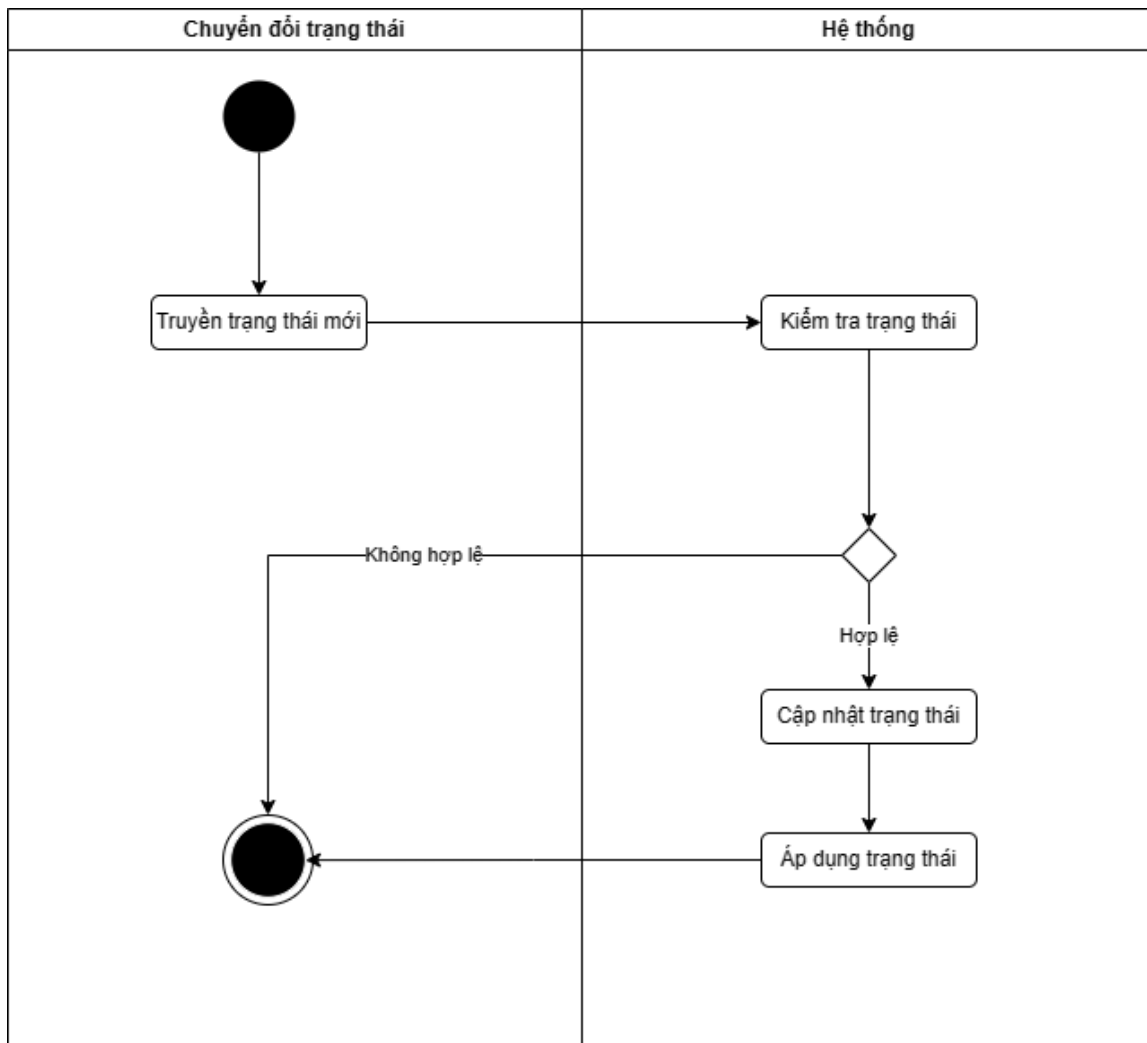 Chuyển đổi trạng thái
Hệ thống
Truyền trạng thái mới
Kiểm tra trạng thái
Không hợp lệ
Hợp lệ
Cập nhật trạng thái
Áp dụng trạng thái